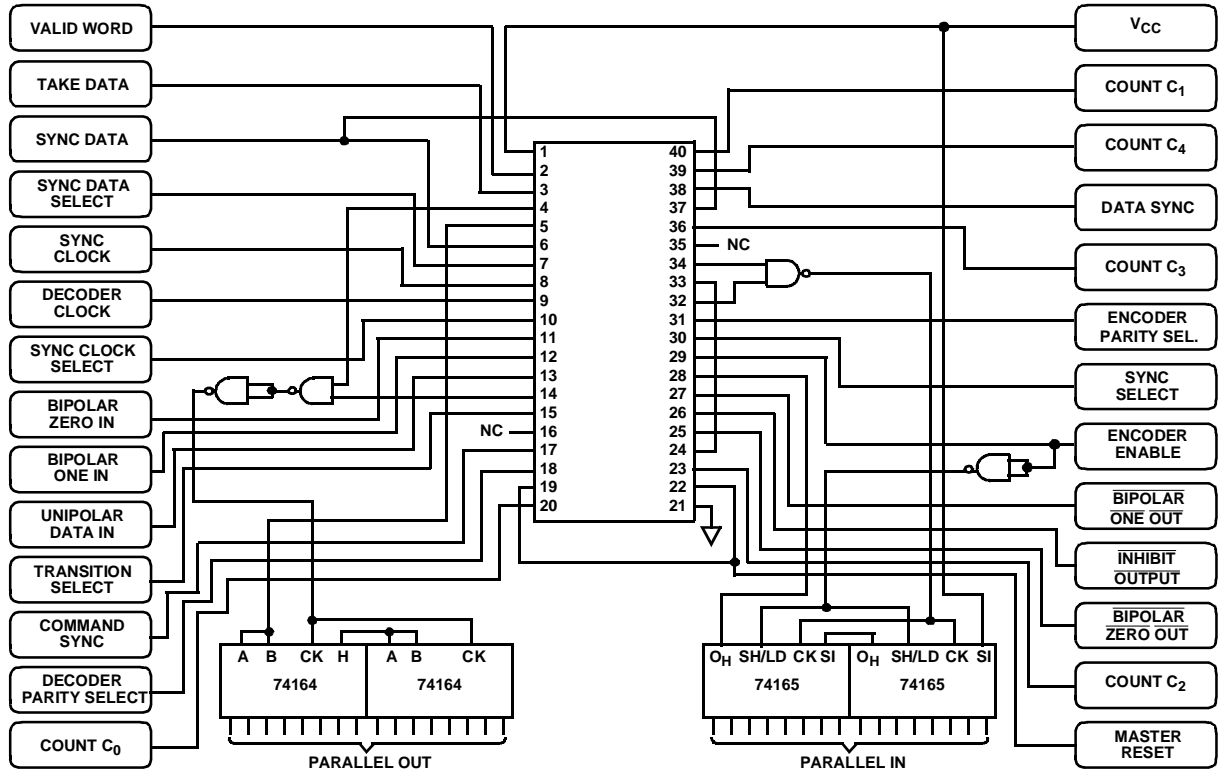 VALID WORD
TAKE DATA
SYNC DATA
SYNC DATA
SELECT
SYNC
CLOCK
DECODER
CLOCK
SYNC CLOCK
SELECT
BIPOLAR
ZERO IN
BIPOLAR
ONE IN
UNIPOLAR
DATA IN
TRANSITION
SELECT
COMMAND
SYNC
DECODER
PARITY SELECT
COUNT C0
1
2
3
4
5
6
7
8
9
10
11
12
13
14
15
NC 16
17
18
19
20
40
39
38
37
36
35 NC
34
33
32
31
30
29
28
27
26
25
24
23
22
21
VCC
COUNT C1
COUNT C4
DATA SYNC
COUNT C3
ENCODER
PARITY SEL.
SYNC
SELECT
ENCODER
ENABLE
BIPOLAR
ONE OUT
INHIBIT
OUTPUT
BIPOLAR
ZERO OUT
COUNT C2
MASTER
RESET
A B CK H A B CK
74164 74164
PARALLEL OUT
OH SH/LD CK SI OH SH/LD CK SI
74165 74165
PARALLEL IN